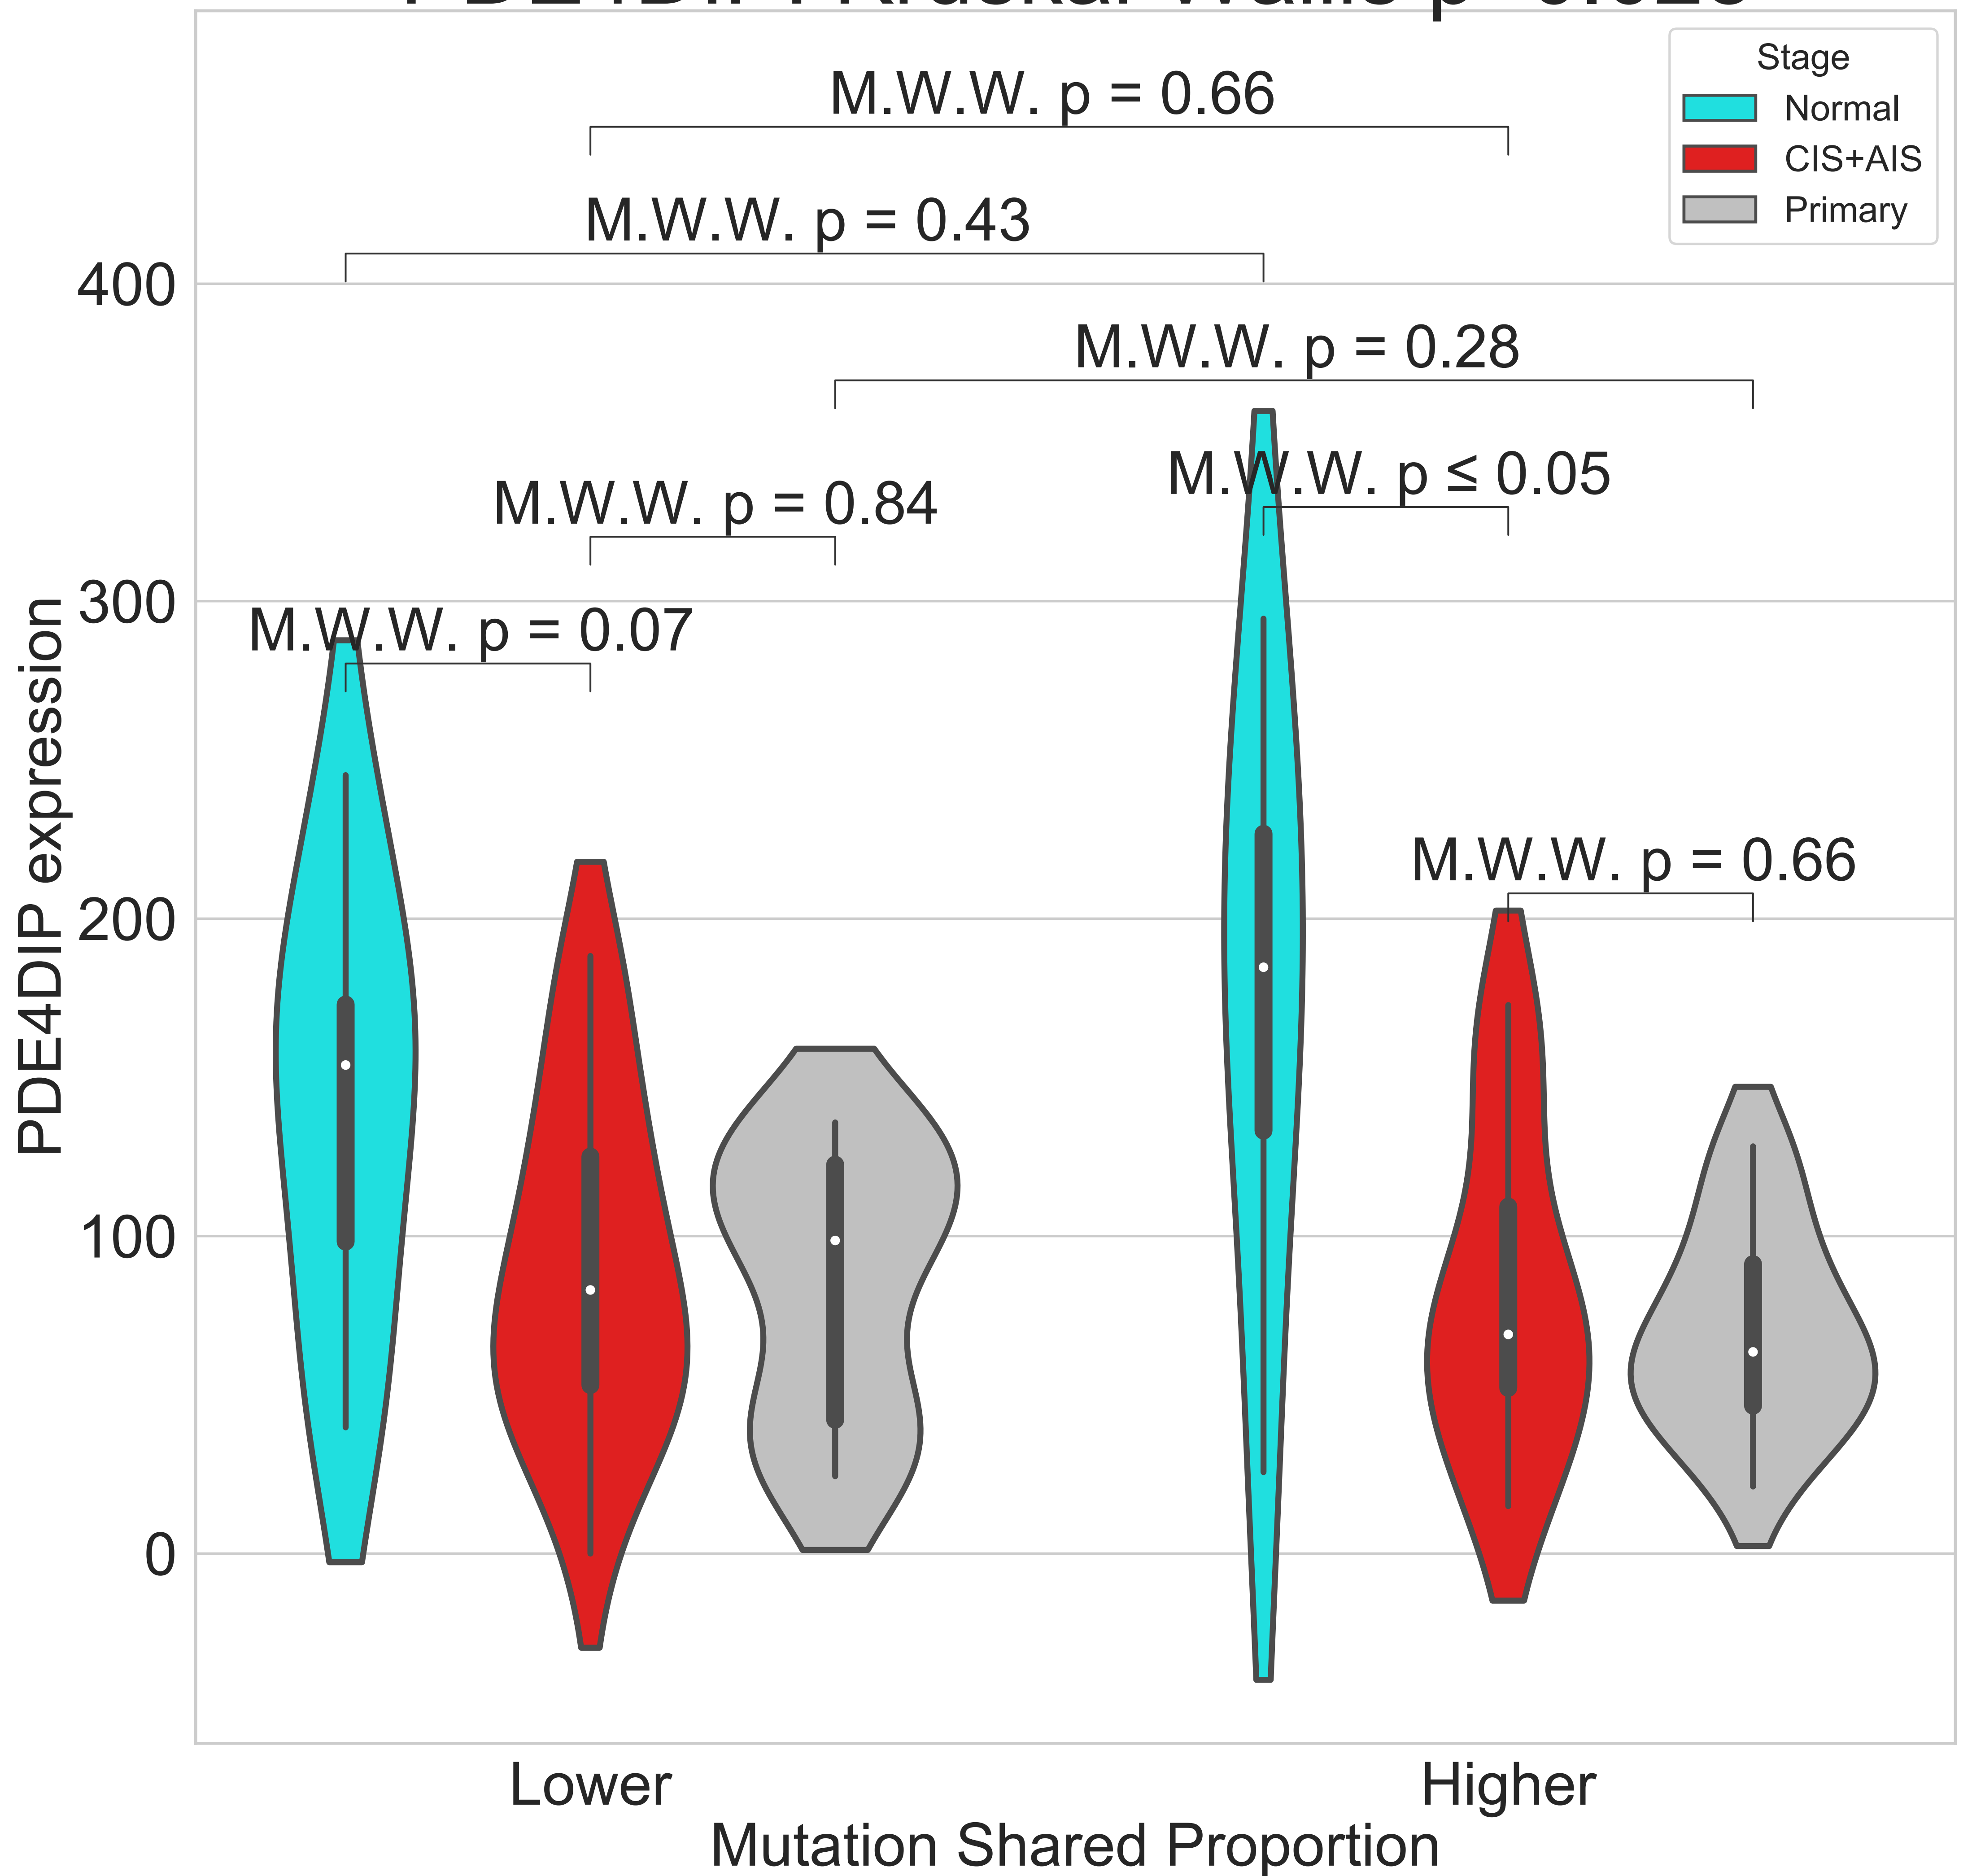 Stage
Normal
CIS+AIS
Primary
M.W.W. p = 0.66
M.W.W. p = 0.43
M.W.W. p = 0.28
M.W.W. p ≤ 0.05
M.W.W. p = 0.84
M.W.W. p = 0.07
M.W.W. p = 0.66
400
300
200
100
0
PDE4DIP expression
Lower
Higher
Mutation Shared Proportion